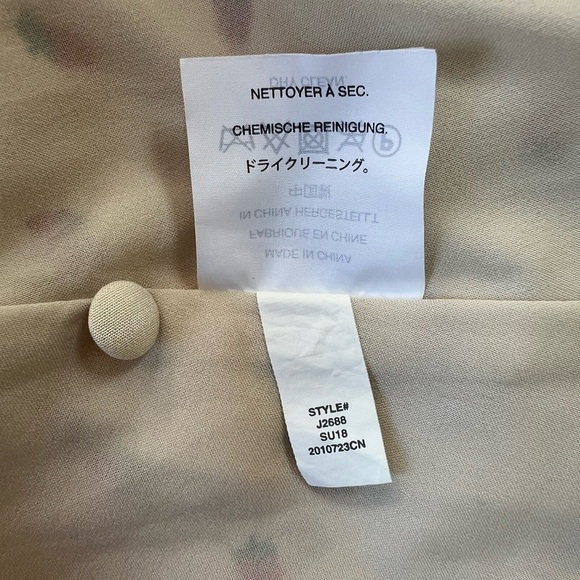 NETTOYER À SEC.
CHEMISCHE REINIGUNG.
ドライクリーニング。
DRY CLEAN.
中国製
IN CHINA HERGESTELLT
FABRIQUE EN CHINE
MADE IN CHINA
STYLE#
J2688
SU18
2010723CN